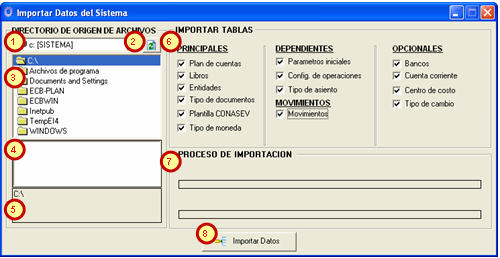 Importar Datos del Sistema
DIRECTORIO DE ORIGEN DE ARCHIVOS
1
c: [SISTEMA]
2
C:\
3
Archivos de programa
Documents and Settings
ECB-PLAN
ECBWIN
Inetpub
TempEI4
WINDOWS
4
C:\
5
6
IMPORTAR TABLAS
PRINCIPALES
Plan de cuentas
Libros
Entidades
Tipo de documentos
Plantilla CONASEV
Tipo de moneda
DEPENDIENTES
Parametros iniciales
Config. de operaciones
Tipo de asiento
MOVIMIENTOS
Movimientos
OPCIONALES
Bancos
Cuenta corriente
Centro de costo
Tipo de cambio
7
PROCESO DE IMPORTACION
8
Importar Datos